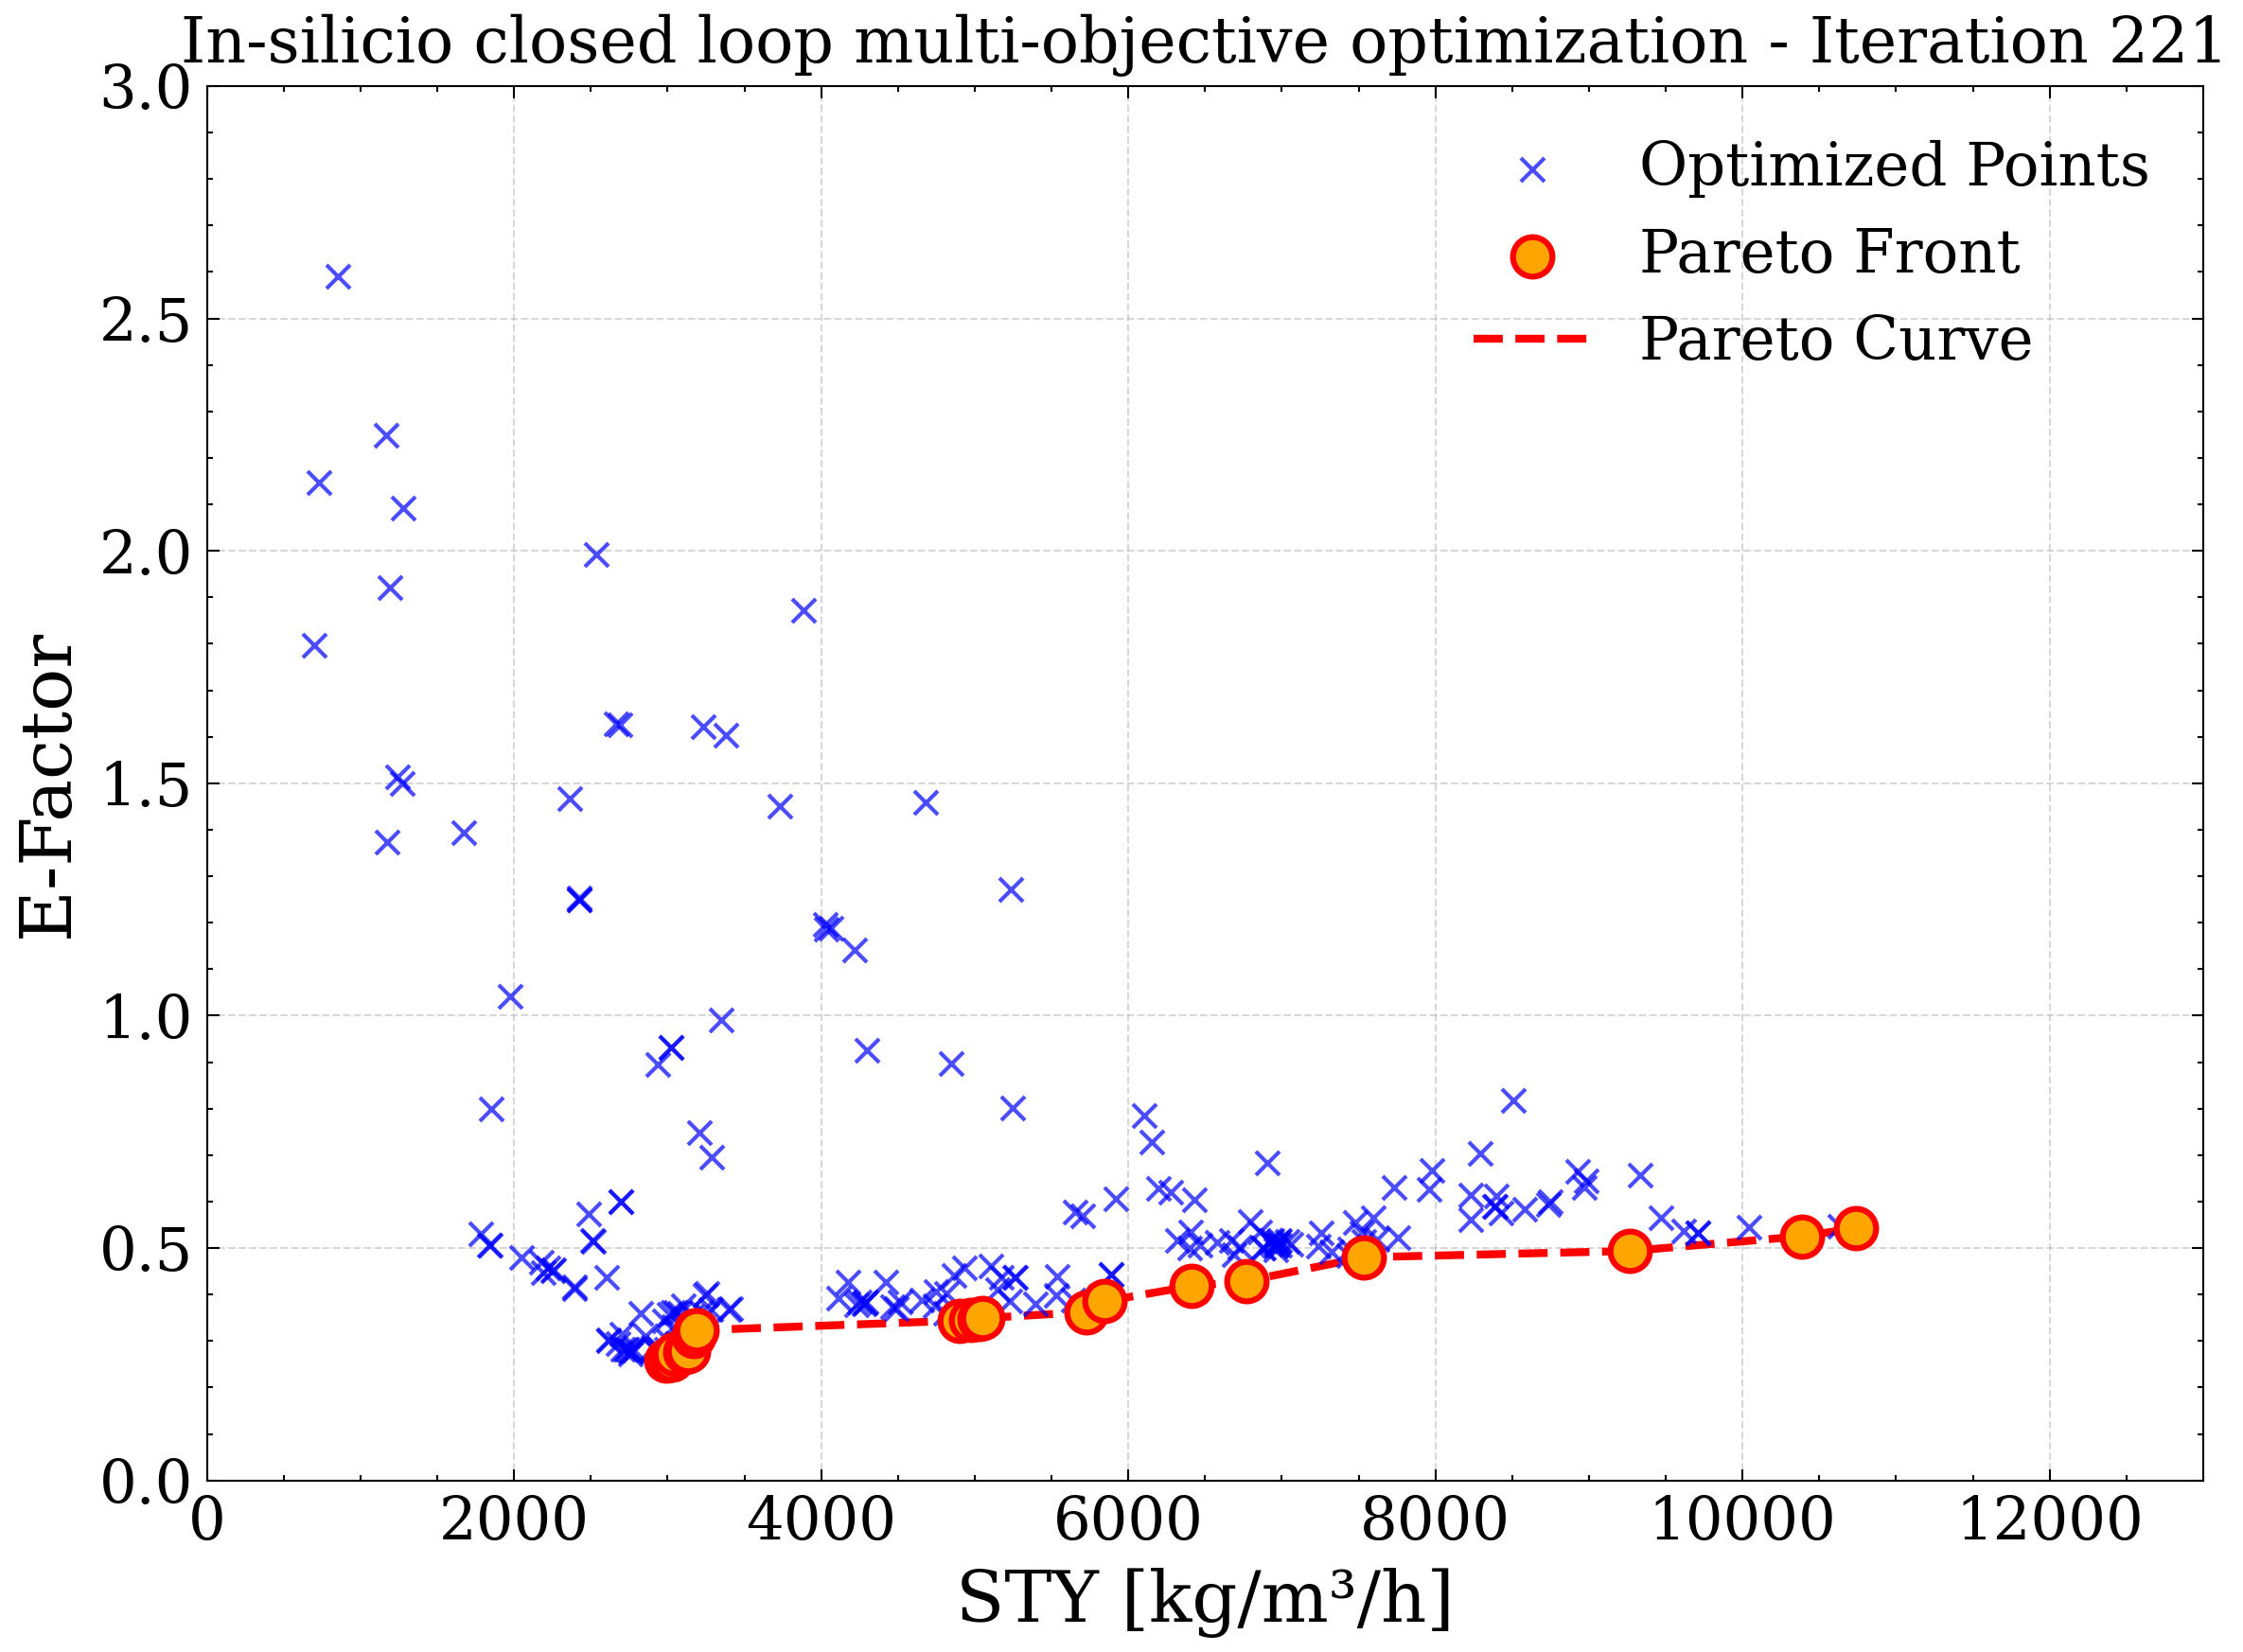 In-silicio closed loop multi-objective optimization - Iteration 221
3.0
2.5
2.0
1.5
1.0
0.5
0.0
E-Factor
Optimized Points
Pareto Front
Pareto Curve
0 2000 4000 6000 8000 10000 12000
STY [kg/m³/h]